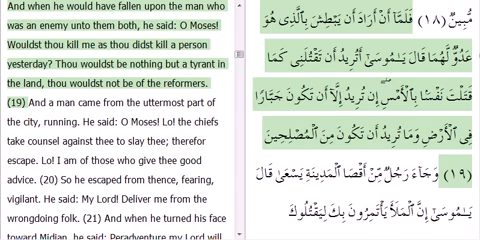 And when he would have fallen upon the man who
was an enemy unto them both, he said: O Moses!
Wouldst thou kill me as thou didst kill a person
yesterday? Thou wouldst be nothing but a tyrant in
the land, thou wouldst not be of the reformers.
(19) And a man came from the uttermost part of
the city, running. He said: O Moses! Lo! the chiefs
take counsel against thee to slay thee; therefor
escape. Lo! I am of those who give thee good
advice. (20) So he escaped from thence, fearing,
vigilant. He said: My Lord! Deliver me from the
wrongdoing folk. (21) And when he turned his face
toward Midian, he said: Peradventure my Lord will
مُّبِينٌ (١٨) فَلَمَّآ أَنْ أَرَادَ أَن يَبْطِشَ بِٱلَّذِى هُوَ
عَدُوٌّ لَّهُمَا قَالَ يَـٰمُوسَىٰٓ أَتُرِيدُ أَن تَقْتُلَنِى كَمَا
قَتَلْتَ نَفْسًۢا بِٱلْأَمْسِ ۖ إِن تُرِيدُ إِلَّآ أَن تَكُونَ جَبَّارًا
فِى ٱلْأَرْضِ وَمَا تُرِيدُ أَن تَكُونَ مِنَ ٱلْمُصْلِحِينَ
(١٩) وَجَآءَ رَجُلٌ مِّنْ أَقْصَا ٱلْمَدِينَةِ يَسْعَىٰ قَالَ
يَـٰمُوسَىٰٓ إِنَّ ٱلْمَلَأَ يَأْتَمِرُونَ بِكَ لِيَقْتُلُوكَ